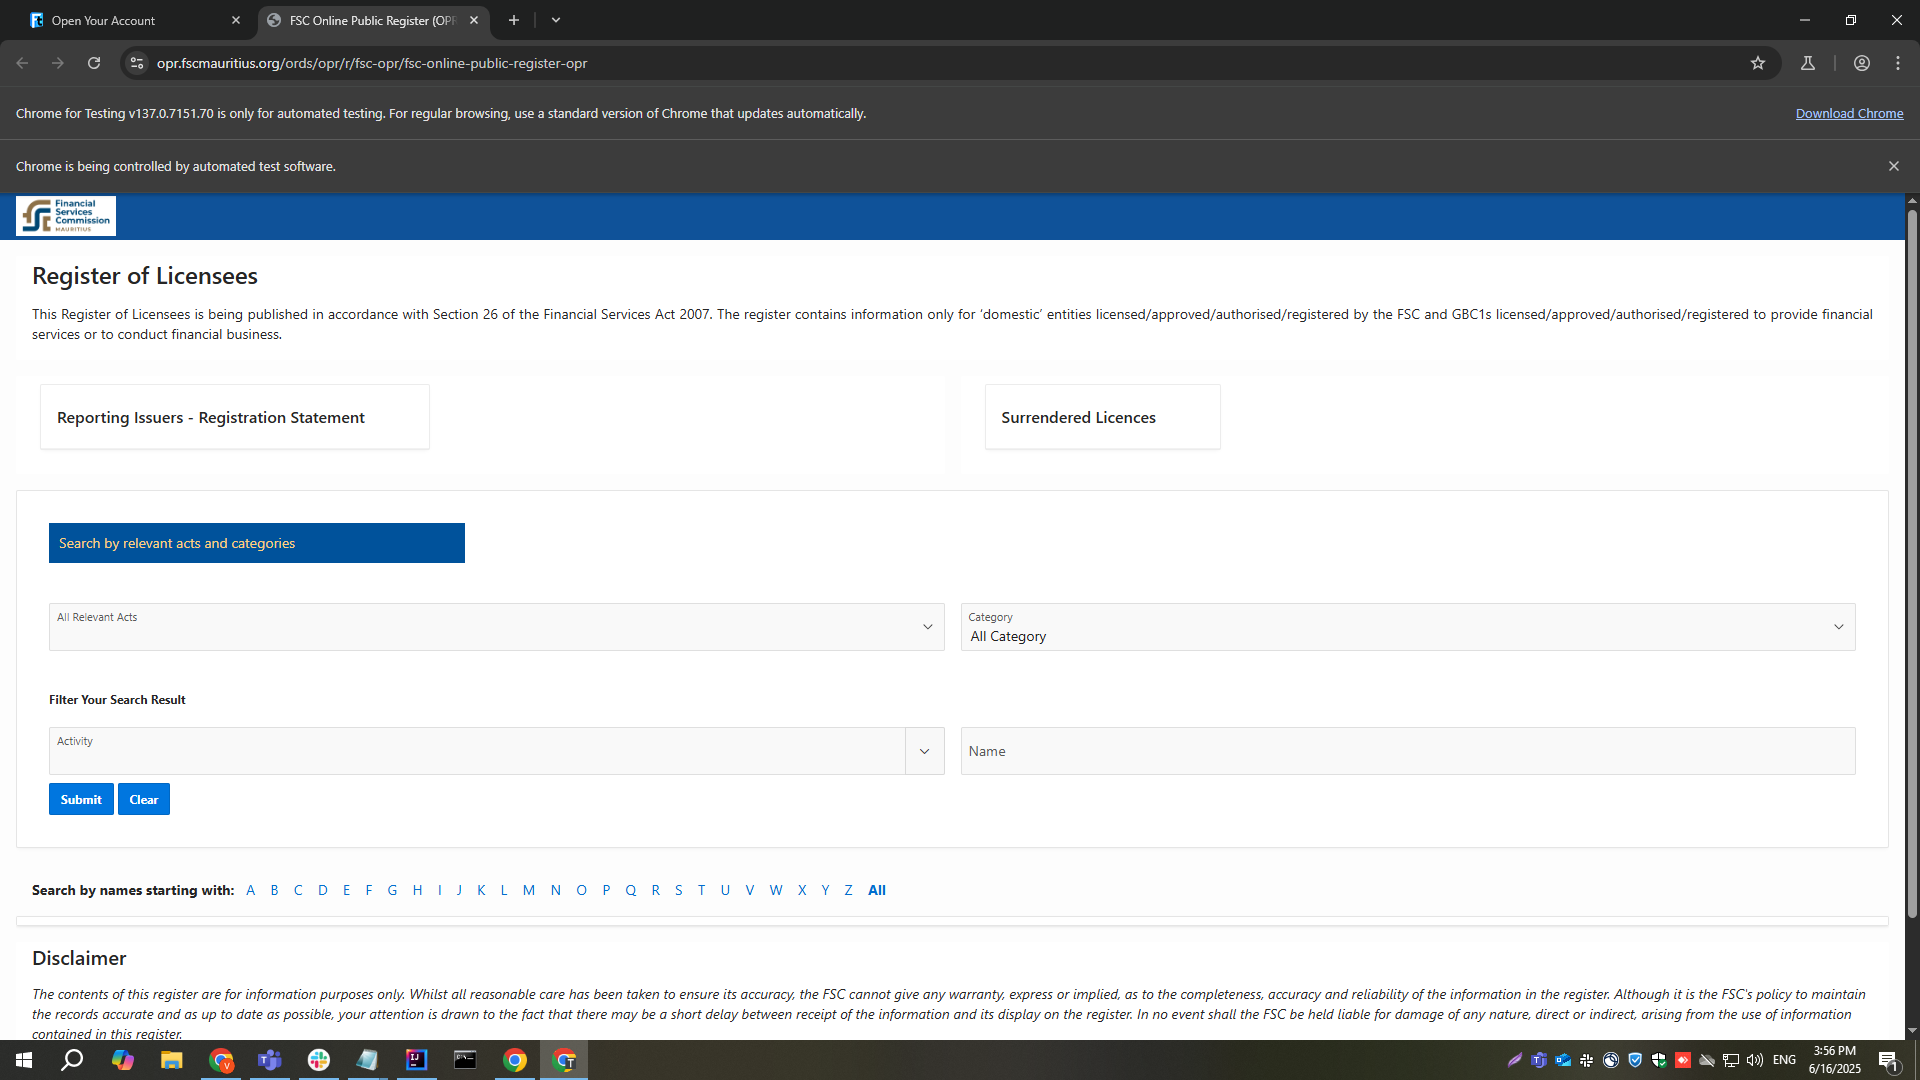 Open Your Account
FSC Online Public Register (OPR
opr.fscmauritius.org/ords/opr/r/fsc-opr/fsc-online-public-register-opr
Chrome for Testing v137.0.7151.70 is only for automated testing. For regular browsing, use a standard version of Chrome that updates automatically.
Download Chrome
Chrome is being controlled by automated test software.
Financial
Services
Commission
MAURITIUS
Register of Licensees
This Register of Licensees is being published in accordance with Section 26 of the Financial Services Act 2007. The register contains information only for ‘domestic’ entities licensed/approved/authorised/registered by the FSC and GBC1s licensed/approved/authorised/registered to provide financial
services or to conduct financial business.
Reporting Issuers - Registration Statement
Surrendered Licences
Search by relevant acts and categories
All Relevant Acts
Category
All Category
Filter Your Search Result
Activity
Name
Submit
Clear
Search by names starting with: A B C D E F G H I J K L M N O P Q R S T U V W X Y Z All
Disclaimer
The contents of this register are for information purposes only. Whilst all reasonable care has been taken to ensure its accuracy, the FSC cannot give any warranty, express or implied, as to the completeness, accuracy and reliability of the information in the register. Although it is the FSC's policy to maintain
the records accurate and as up to date as possible, your attention is drawn to the fact that there may be a short delay between receipt of the information and its display on the register. In no event shall the FSC be held liable for damage of any nature, direct or indirect, arising from the use of information
contained in this register.
ENG
3:56 PM
6/16/2025
1